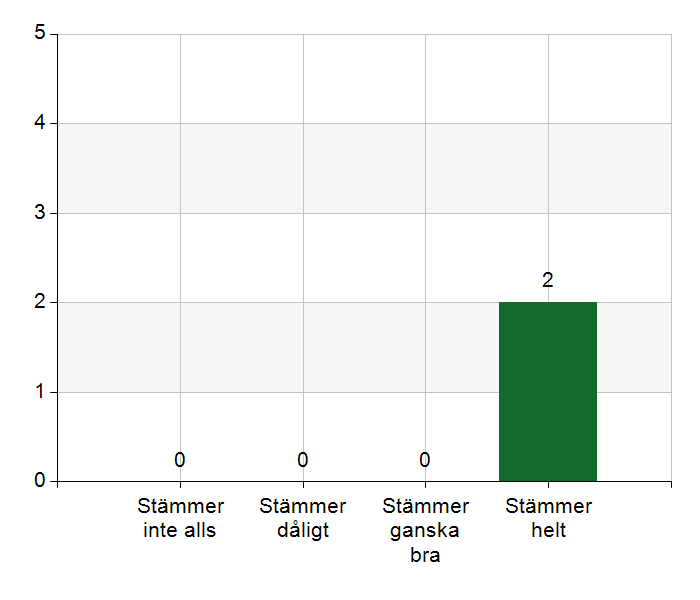 5
4
3
2
1
0
2
0
0
0
Stämmer
inte alls
Stämmer
dåligt
Stämmer
ganska
bra
Stämmer
helt